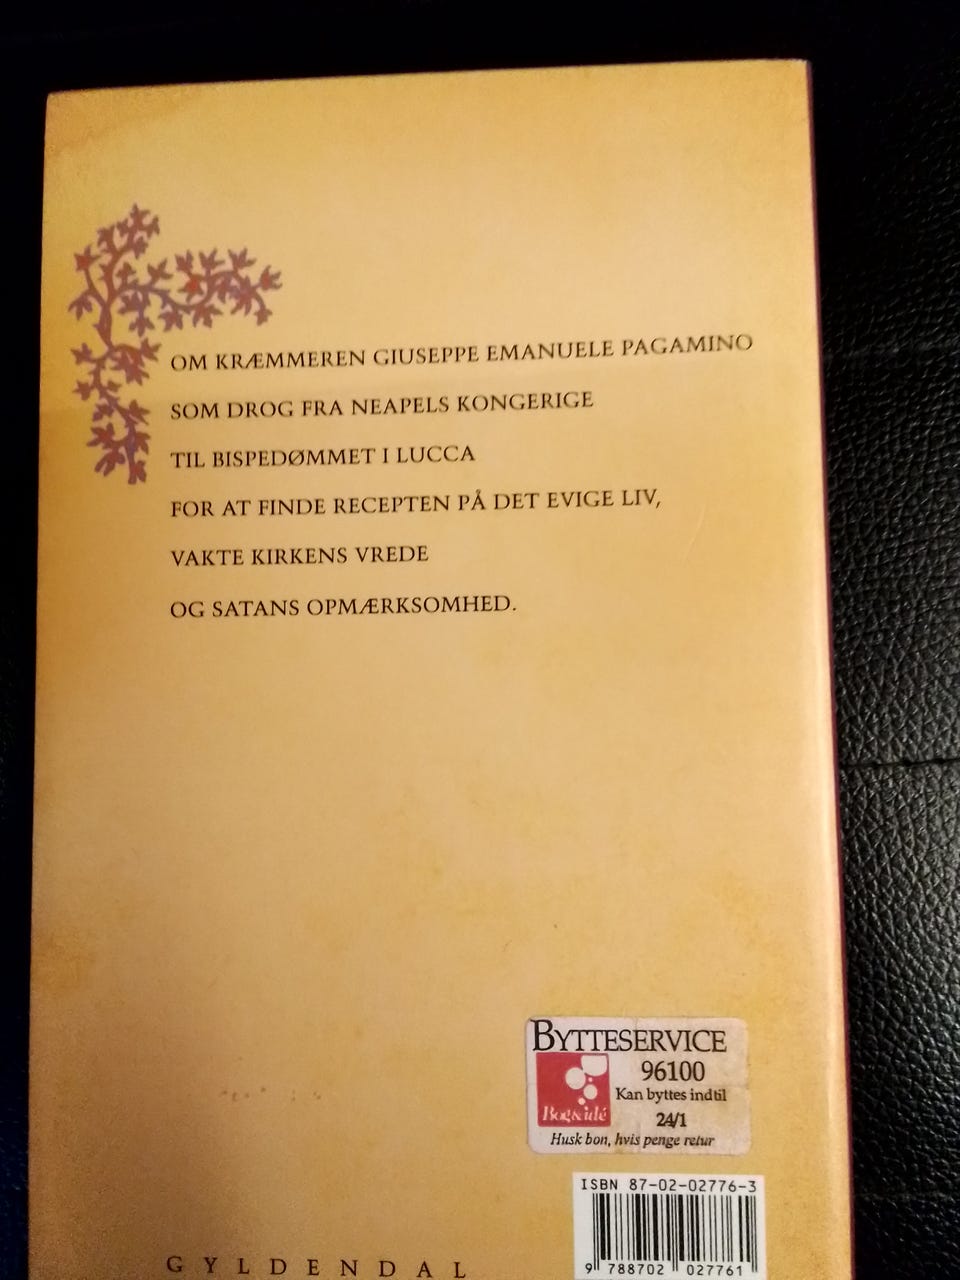 OM KRÆMMEREN GIUSEPPE EMANUELE PAGAMINO
SOM DROG FRA NEAPELS KONGERIGE
TIL BISPEDØMMET I LUCCA
FOR AT FINDE RECEPTEN PÅ DET EVIGE LIV,
VAKTE KIRKENS VREDE
OG SATANS OPMÆRKSOMHED.
BYTTESERVICE
96100
Kan byttes indtil
Bog & idé
24/1
Husk bon, hvis penge retur
ISBN 87-02-02776-3
9 788702 027761
GYLDENDAL